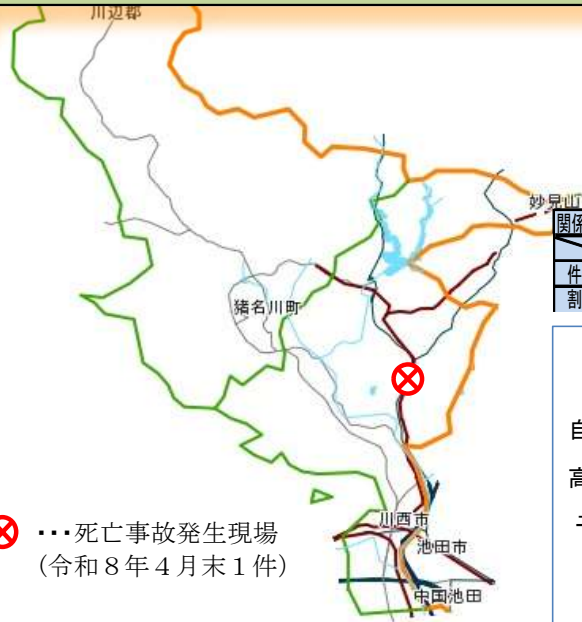 川辺郡
妙見山
関係
件
割
猪名川町
自
高
川西市
池田市
中国池田
・・・死亡事故発生現場
(令和８年４月末１件)